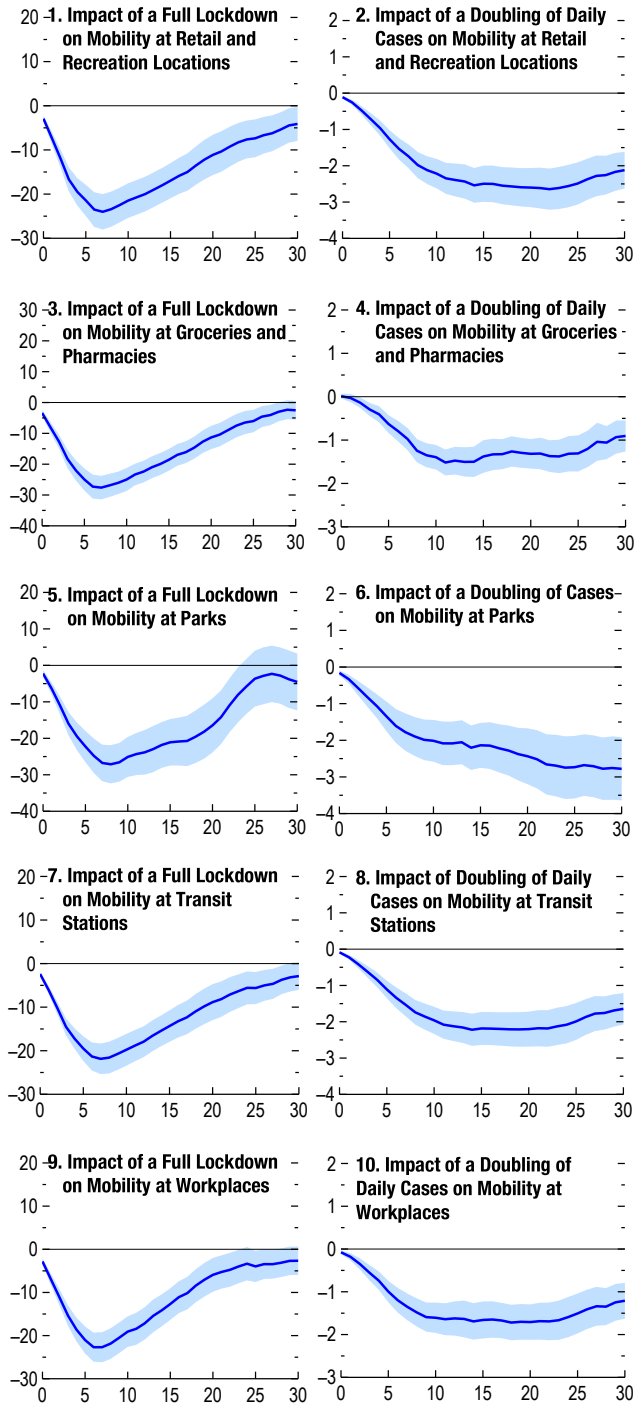 1. Impact of a Full Lockdown
on Mobility at Retail and
Recreation Locations
20
10
0
–10
–20
–30
0 5 10 15 20 25 30
2. Impact of a Doubling of Daily
Cases on Mobility at Retail
and Recreation Locations
2
1
0
–1
–2
–3
–4
0 5 10 15 20 25 30
3. Impact of a Full Lockdown
on Mobility at Groceries and
Pharmacies
30
20
10
0
–10
–20
–30
–40
0 5 10 15 20 25 30
4. Impact of a Doubling of Daily
Cases on Mobility at Groceries
and Pharmacies
2
1
0
–1
–2
–3
0 5 10 15 20 25 30
5. Impact of a Full Lockdown
on Mobility at Parks
20
10
0
–10
–20
–30
–40
0 5 10 15 20 25 30
6. Impact of a Doubling of Cases
on Mobility at Parks
2
1
0
–1
–2
–3
–4
0 5 10 15 20 25 30
7. Impact of a Full Lockdown
on Mobility at Transit
Stations
20
10
0
–10
–20
–30
0 5 10 15 20 25 30
8. Impact of Doubling of Daily
Cases on Mobility at Transit
Stations
2
1
0
–1
–2
–3
–4
0 5 10 15 20 25 30
9. Impact of a Full Lockdown
on Mobility at Workplaces
20
10
0
–10
–20
–30
0 5 10 15 20 25 30
10. Impact of a Doubling of
Daily Cases on Mobility at
Workplaces
2
1
0
–1
–2
–3
0 5 10 15 20 25 30